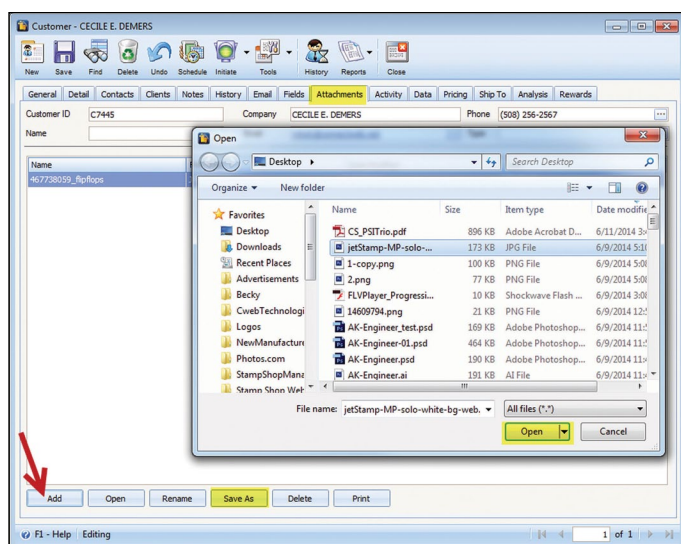 Customer - CECILE E. DEMERS
New Save Find Delete Undo Schedule Initiate Tools History Reports Close
General Detail Contacts Clients Notes History Email Fields Attachments Activity Data Pricing Ship To Analysis Rewards
Customer ID C7445 Company CECILE E. DEMERS Phone (508) 256-2567
Name
Open
Desktop Search Desktop
Organize New folder
Name
467738059_flipflops
Name Size Item type Date modifie
Favorites
Desktop
Downloads
Recent Places
Advertisements
Becky
CwebTechnologi
Logos
NewManufacture
Photos.com
StampShopMana
Stamp Shop Web
CS_PSITrio.pdf 896 KB Adobe Acrobat D... 6/11/2014
jetStamp-MP-solo-... 173 KB JPG File 6/9/2014
1-copy.png 100 KB PNG File 6/9/2014
2.png 77 KB PNG File 6/9/2014
FLVPlayer_Progressi... 10 KB Shockwave Flash ... 6/9/2014
14609794.png 21 KB PNG File 6/9/2014
AK-Engineer_test.psd 169 KB Adobe Photoshop... 6/9/2014
AK-Engineer-01.psd 464 KB Adobe Photoshop... 6/9/2014
AK-Engineer.psd 190 KB Adobe Photoshop... 6/9/2014
AK-Engineer.ai 191 KB AI File 6/9/2014
File name: jetStamp-MP-solo-white-bg-web. All files (*.*)
Open Cancel
Add Open Rename Save As Delete Print
F1 - Help Editing 1 of 1